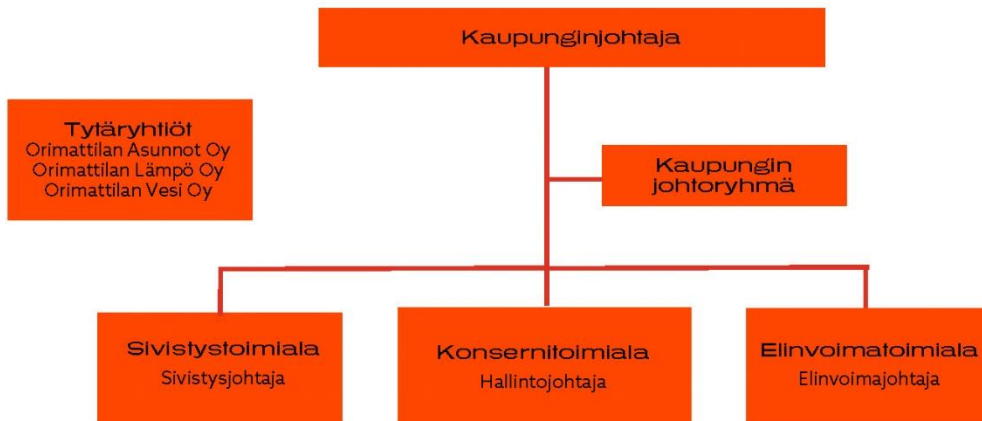 Kaupunginjohtaja
Tytäryhtiöt
Orimattilan Asunnot Oy
Orimattilan Lämpö Oy
Orimattilan Vesi Oy
Kaupungin
johtoryhmä
Sivistystoimiala
Sivistysjohtaja
Konsernitoimiala
Hallintojohtaja
Elinvoimatoimiala
Elinvoimajohtaja